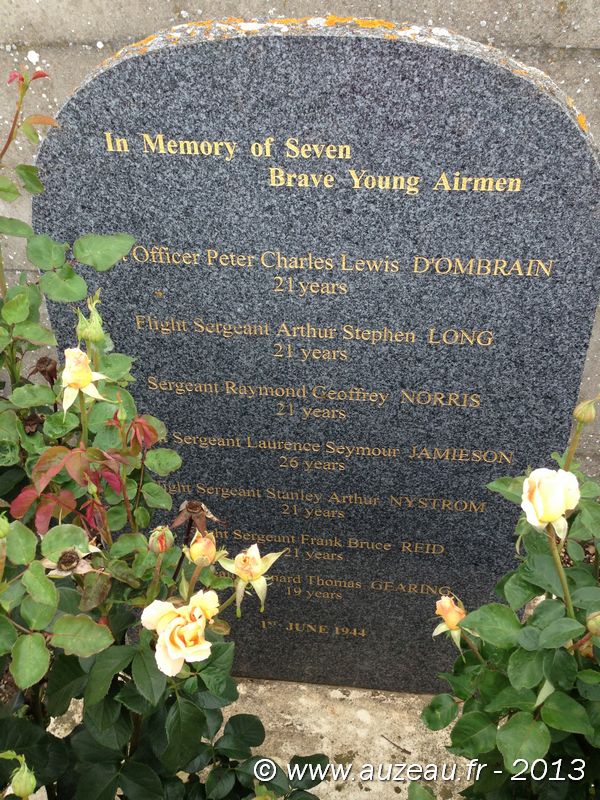 In Memory of Seven
Brave Young Airmen
Officer Peter Charles Lewis D'OMBRAIN
21years
Flight Sergeant Arthur Stephen LONG
21 years
Sergeant Raymond Geoffrey NORRIS
21 years
Sergeant Laurence Seymour JAMIESON
26 years
Flight Sergeant Stanley Arthur NYSTROM
21 years
Sergeant Frank Bruce REID
21 years
Thomas GEARING
19 years
1ST JUNE 1944
© www.auzeau.fr - 2013